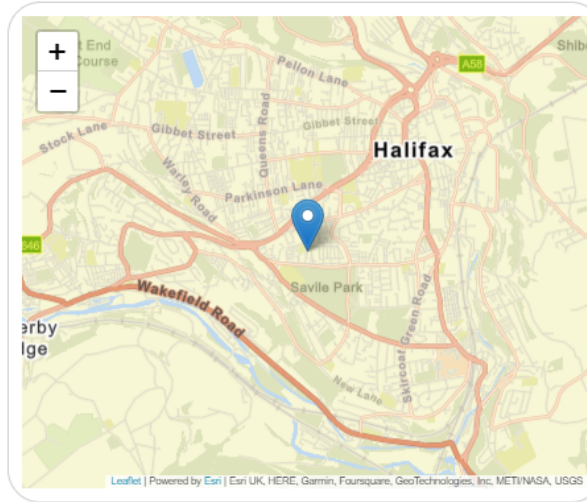 +
−
t End
Course
Pellon Lane
A58
Shib
Stock Lane
Gibbet Street
Queens Road
Gibbet Street
Halifax
Warley Road
Parkinson Lane
646
Savile Park
Wakefield Road
Skircoat Green Road
erby
dge
New Lane
Leaflet | Powered by Esri | Esri UK, HERE, Garmin, Foursquare, GeoTechnologies, Inc, METI/NASA, USGS